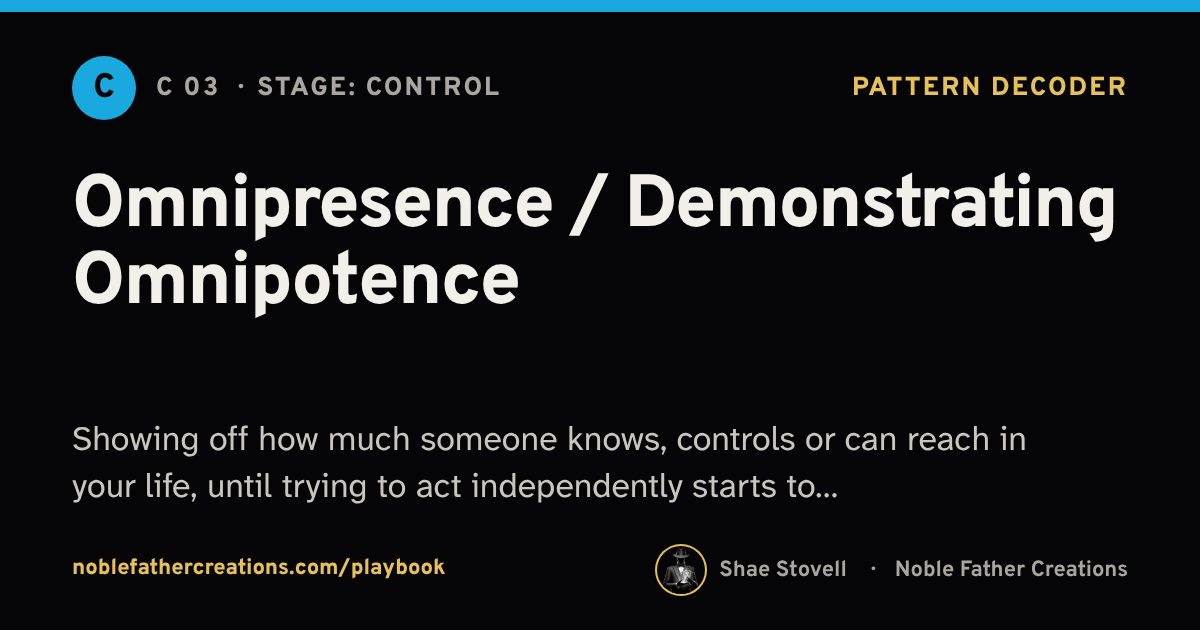 C
C 03 · STAGE: CONTROL
PATTERN DECODER
Omnipresence / Demonstrating
Omnipotence
Showing off how much someone knows, controls or can reach in
your life, until trying to act independently starts to...
noblefathercreations.com/playbook
Shae Stovell · Noble Father Creations